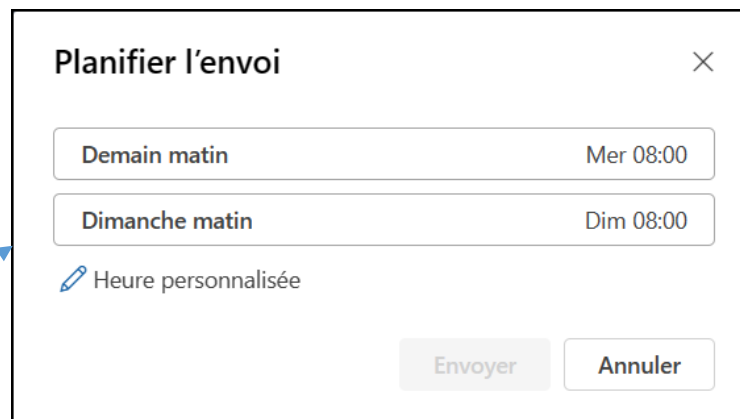 Planifier l’envoi
Demain matin Mer 08:00
Dimanche matin Dim 08:00
Heure personnalisée
Envoyer Annuler